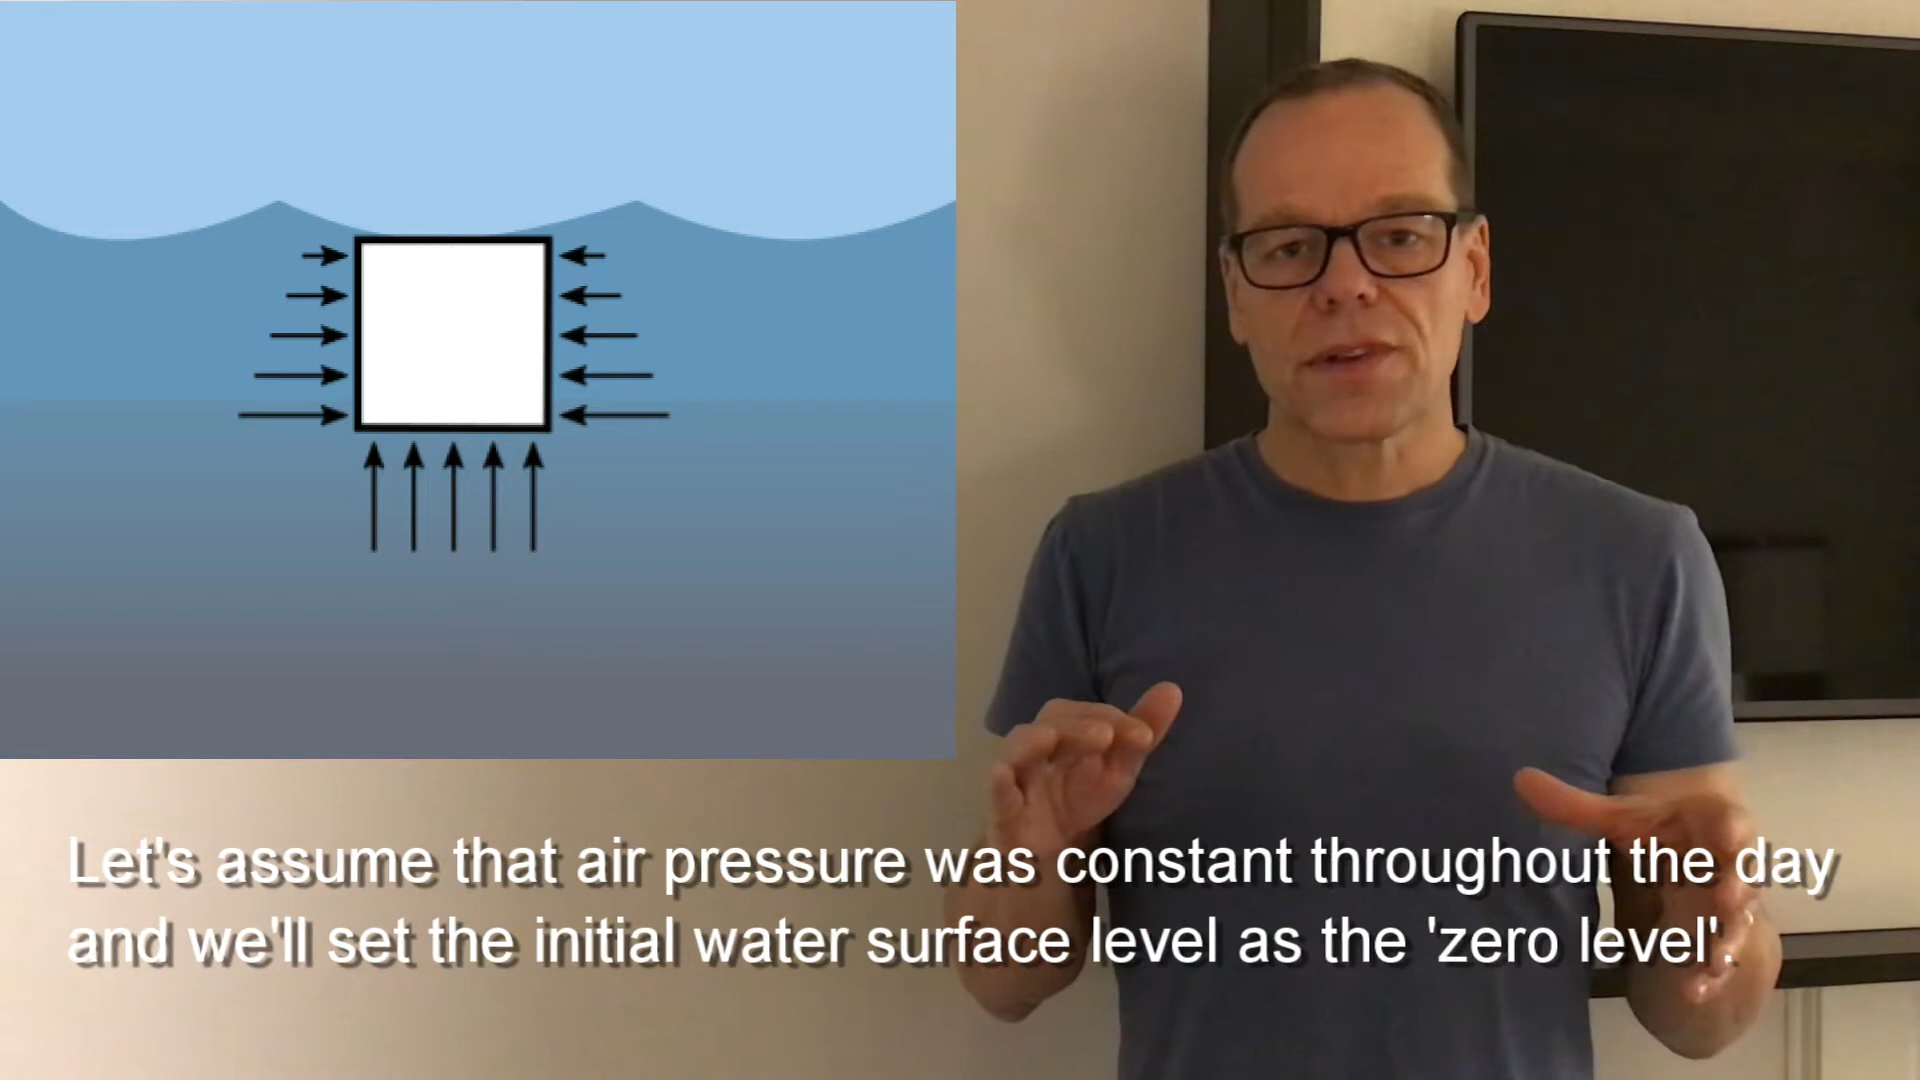 Let's assume that air pressure was constant throughout the day
and we'll set the initial water surface level as the 'zero level'.